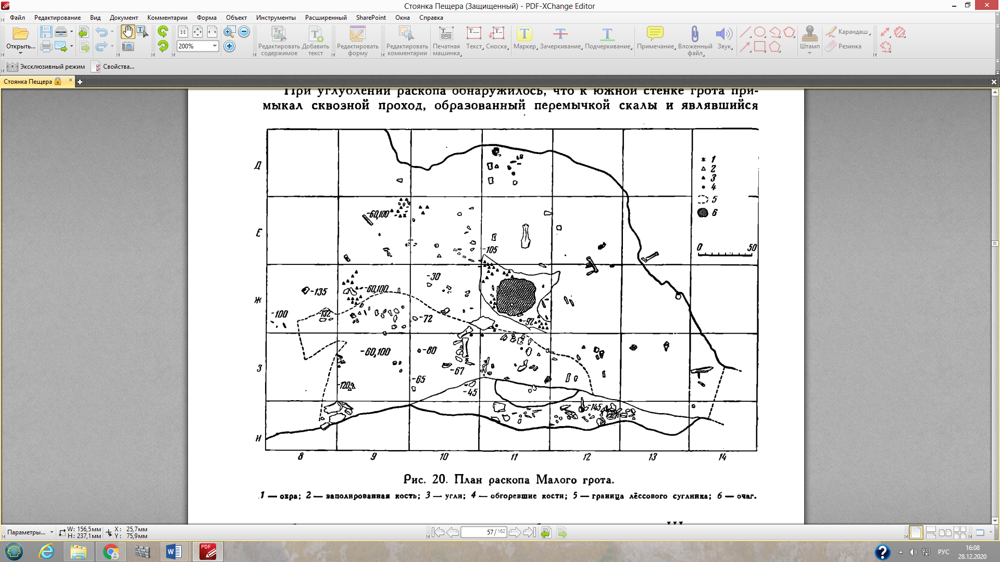 Стоянка Пещера (Защищенный) - PDF-XChange Editor
Файл Редактирование Вид Документ Комментарии Форма Объект Инструменты Расширенный SharePoint Окна Справка
Открыть...
1:1
200%
Редактировать содержимое
Добавить текст
Редактировать форму
Редактировать комментарии
Печатная машинка
Текст
Сноска
Маркер
Зачеркивание
Подчеркивание
Примечание
Вложенный файл
Звук
Штамп
Карандаш
Резинка
Эксклюзивный режим Свойства...
Стоянка Пещера
При углублении раскопа обнаружилось, что к южной стенке грота при-
мыкал сквозной проход, образованный перемычкой скалы и являвшийся
Д
1
2
3
4
5
6
-60,100
Е
-105
0 50
-30
-135 -60,100
Ж
-100 -132 -72 -92
-60,100 -80
З
-67
-65
-120
-45
-145
И
8 9 10 11 12 13 14
Рис. 20. План раскопа Малого грота.
1 — охра; 2 — заполированная кость; 3 — угли; 4 — обгоревшие кости; 5 — граница лёссового суглинка; 6 — очаг.
Параметры...
W: 156,5мм
H: 237,1мм
X: 25,7мм
Y: 75,9мм
57 / 162
PDF
РУС
16:08
28.12.2020